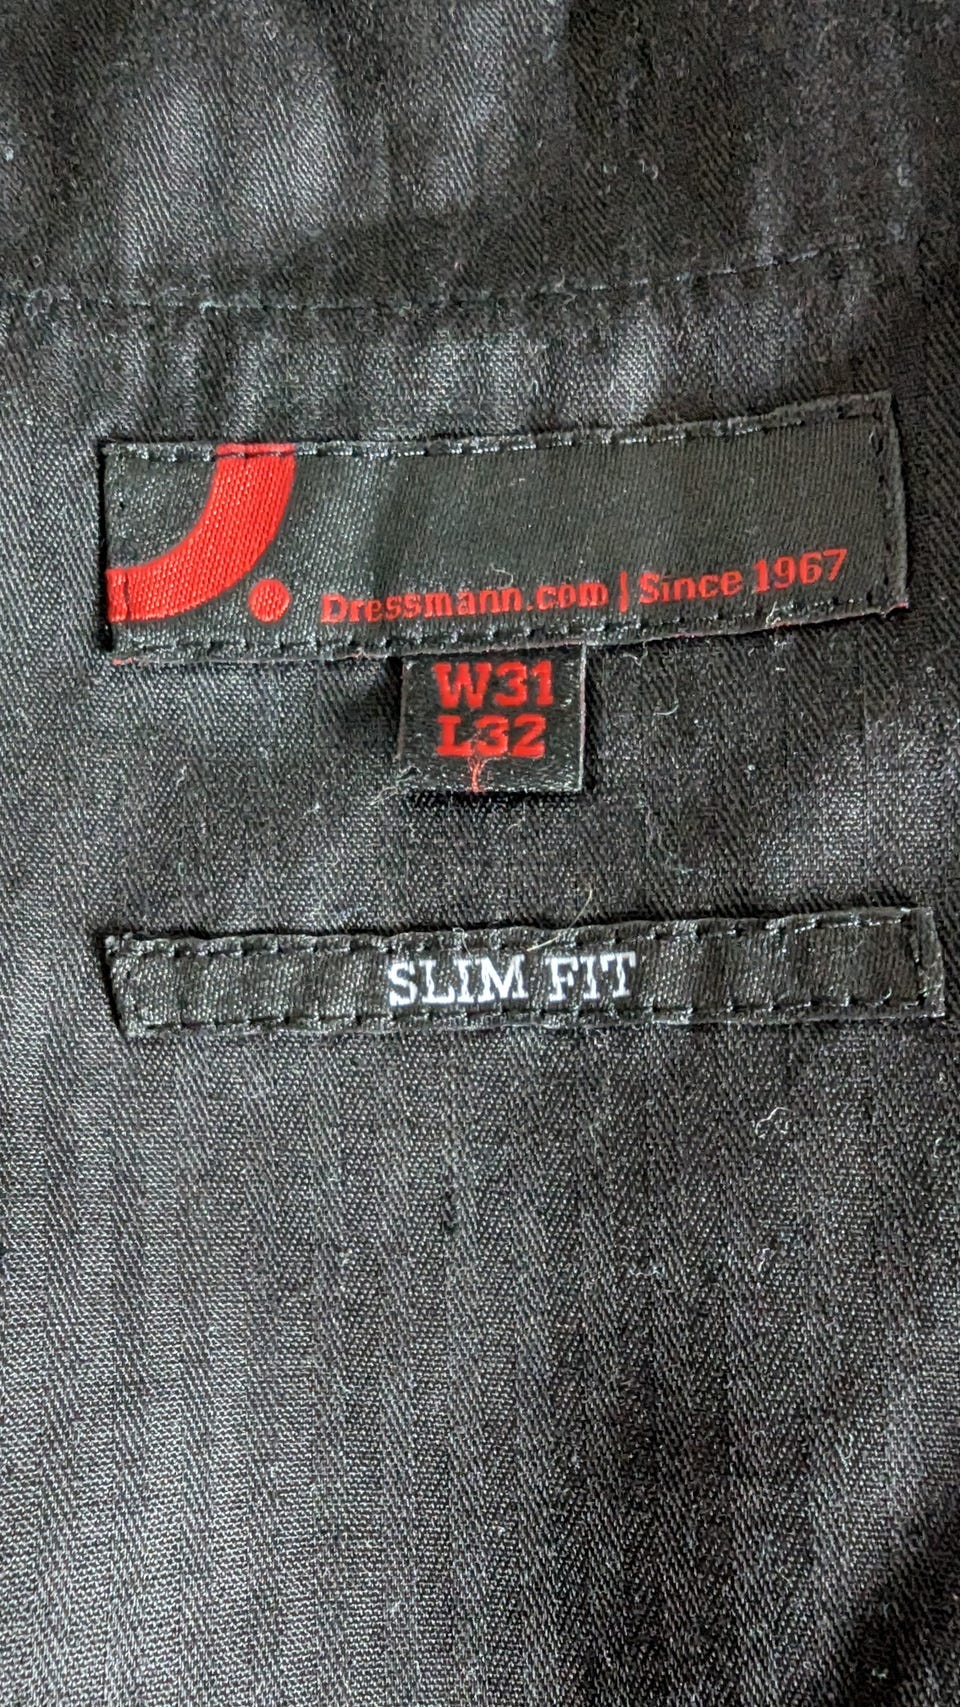 Dressmann.com | Since 1967
W31
L32
SLIM FIT